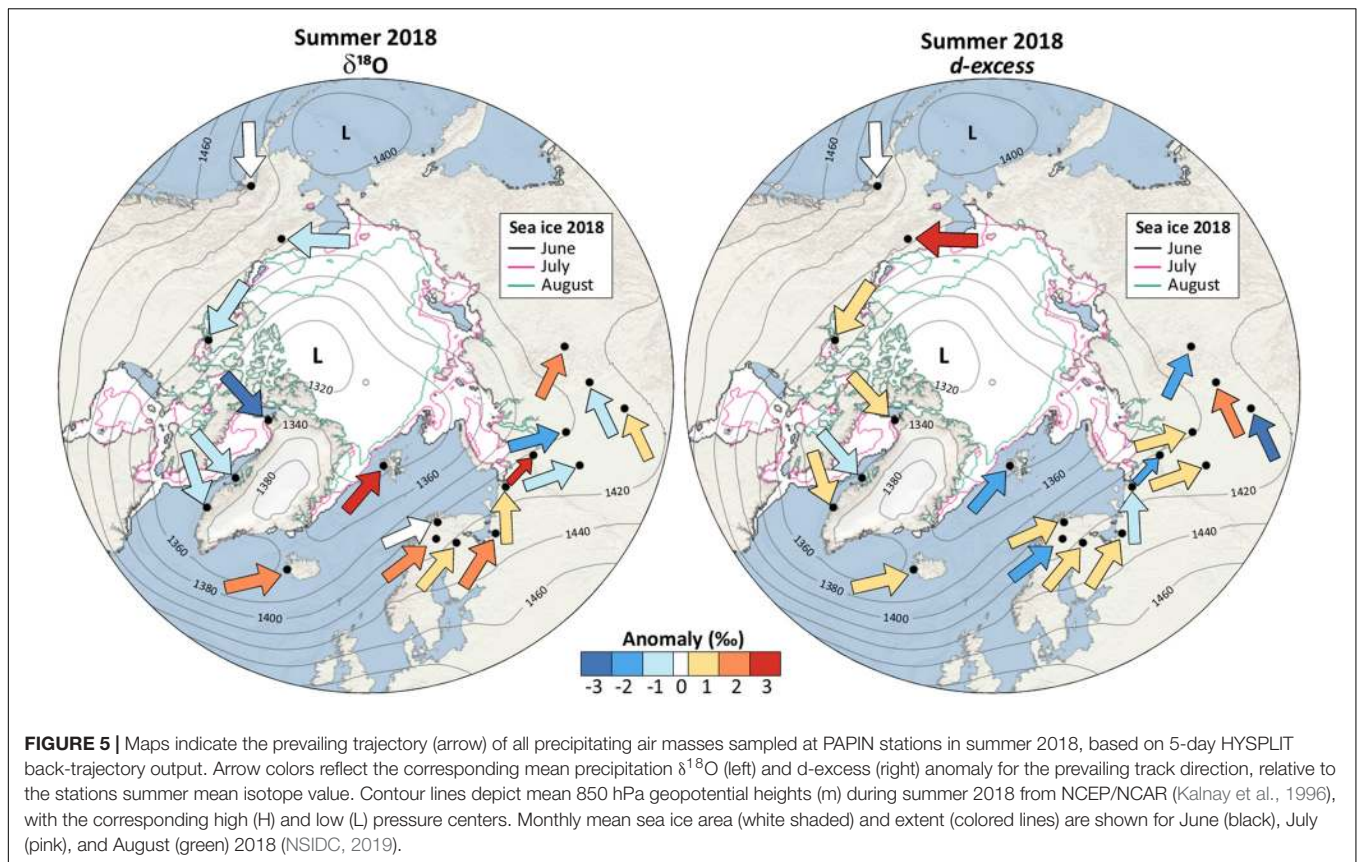 Summer 2018
δ¹⁸O
Summer 2018
d-excess
L
1460
1400
Sea ice 2018
June
July
August
L
1320
1340
1380
1360
1420
1440
1360
1380
1400
1460
L
1460
1400
Sea ice 2018
June
July
August
L
1320
1340
1380
1360
1420
1440
1360
1380
1400
1460
Anomaly (‰)
-3 -2 -1 0 1 2 3
FIGURE 5 | Maps indicate the prevailing trajectory (arrow) of all precipitating air masses sampled at PAPIN stations in summer 2018, based on 5-day HYSPLIT
back-trajectory output. Arrow colors reflect the corresponding mean precipitation δ¹⁸O (left) and d-excess (right) anomaly for the prevailing track direction, relative to
the stations summer mean isotope value. Contour lines depict mean 850 hPa geopotential heights (m) during summer 2018 from NCEP/NCAR (Kalnay et al., 1996),
with the corresponding high (H) and low (L) pressure centers. Monthly mean sea ice area (white shaded) and extent (colored lines) are shown for June (black), July
(pink), and August (green) 2018 (NSIDC, 2019).